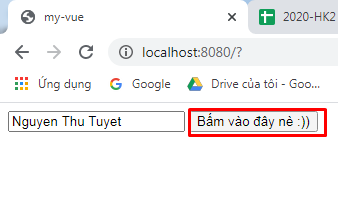 my-vue
2020-HK2
localhost:8080/?
Ứng dụng Google Drive của tôi - Goo...
Nguyen Thu Tuyet Bấm vào đây nè :))